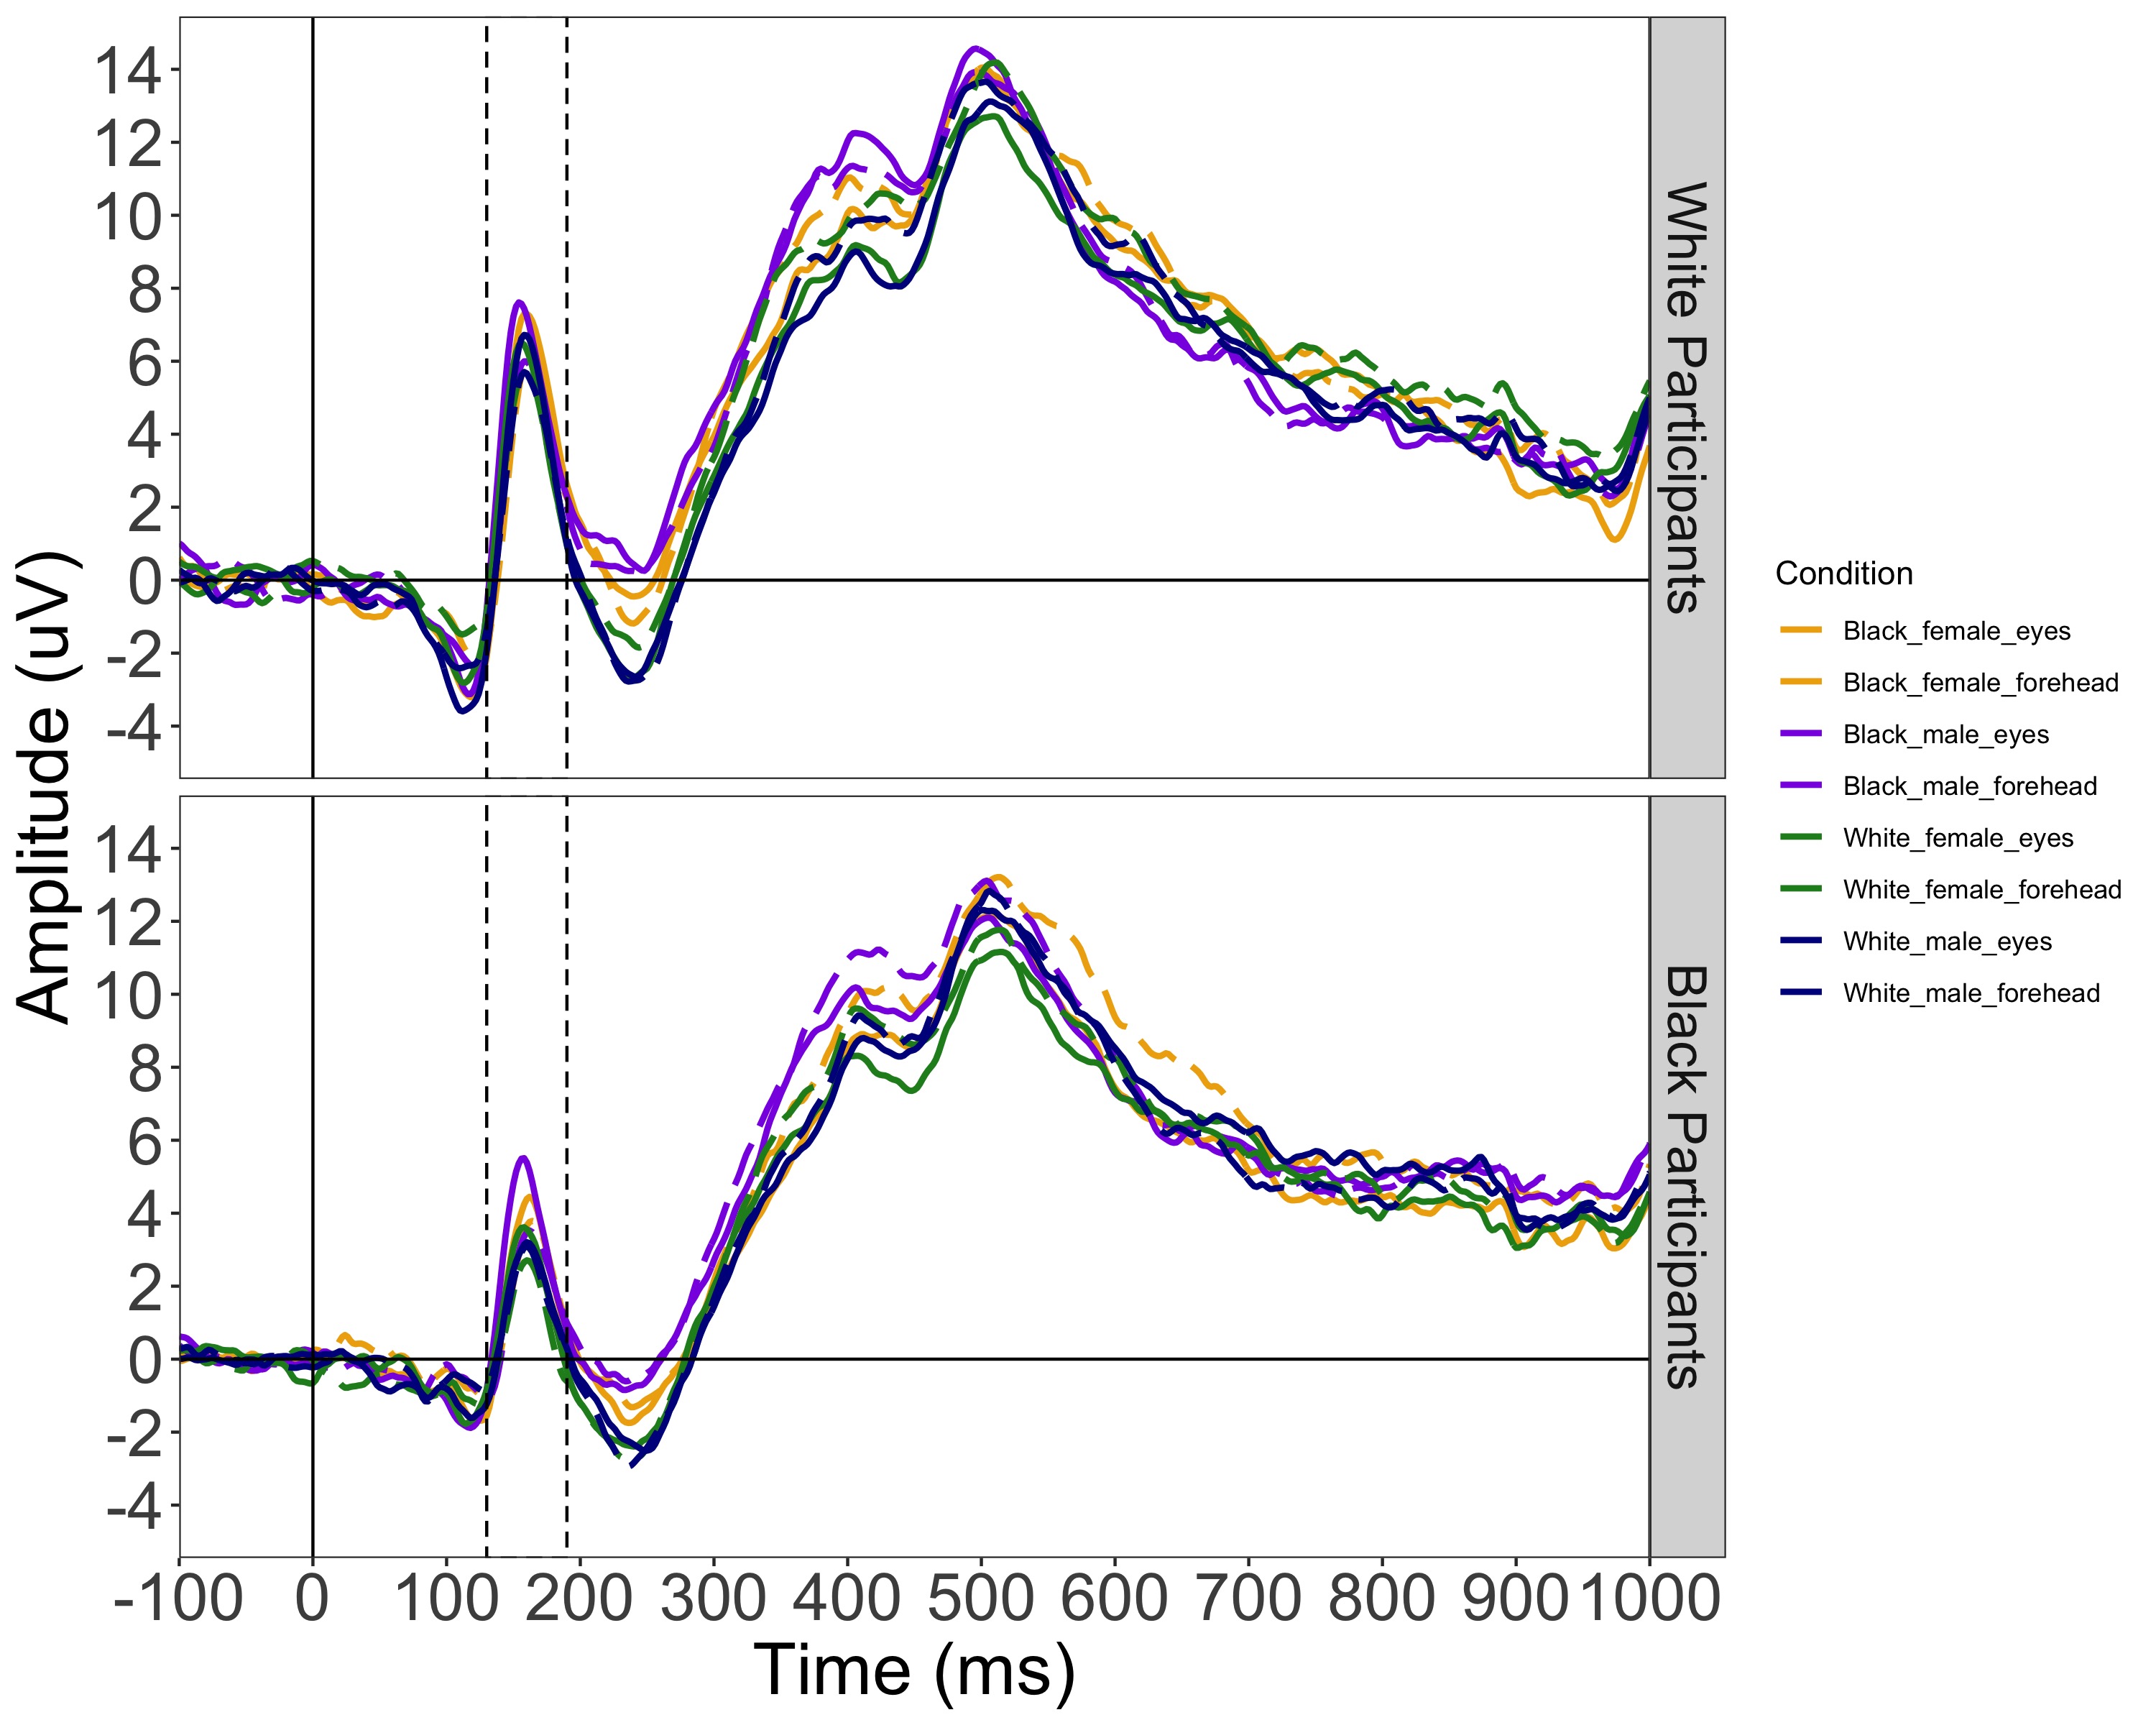 Amplitude (uV)
14
12
10
8
6
4
2
0
-2
-4
White Participants
14
12
10
8
6
4
2
0
-2
-4
Black Participants
-100 0 100 200 300 400 500 600 700 800 900 1000
Time (ms)
Condition
Black_female_eyes
Black_female_forehead
Black_male_eyes
Black_male_forehead
White_female_eyes
White_female_forehead
White_male_eyes
White_male_forehead